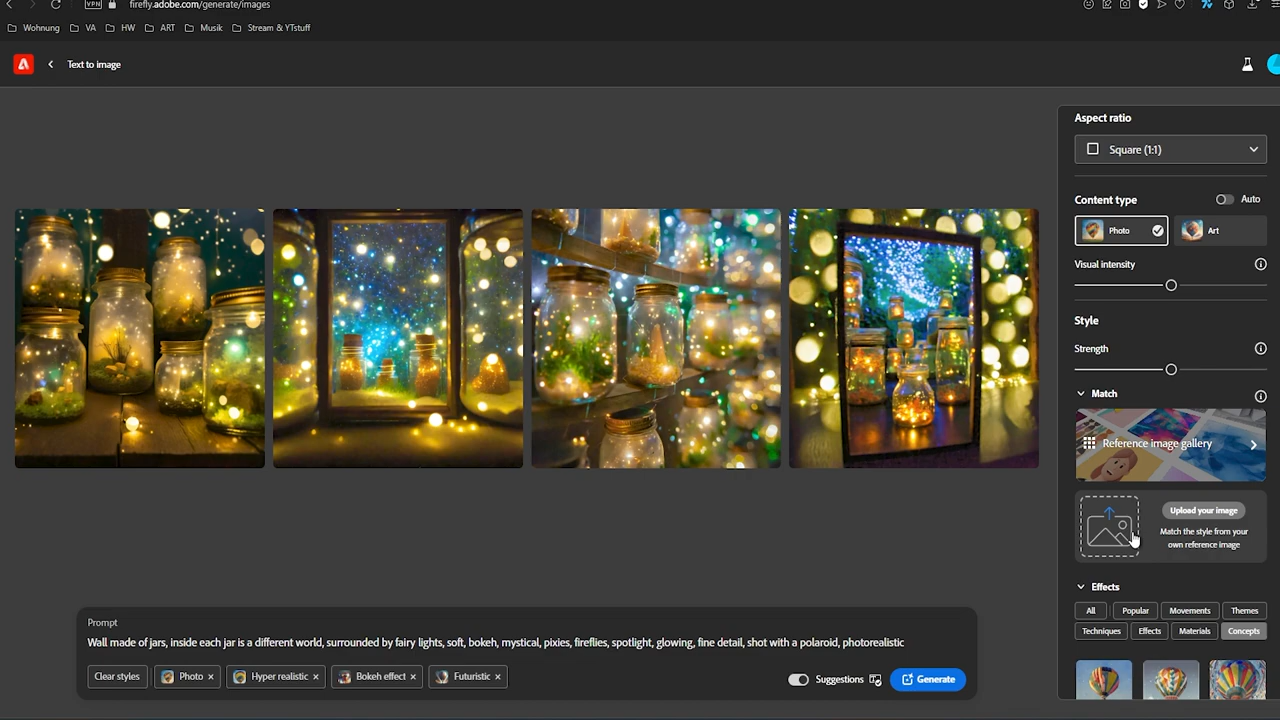 VPN
firefly.adobe.com/generate/images
Wohnung
VA
HW
ART
Musik
Stream & YTstuff
Text to image
Aspect ratio
Square (1:1)
Content type
Auto
Photo
Art
Visual intensity
Style
Strength
Match
Reference image gallery
Upload your image
Match the style from your
own reference image
Effects
All
Popular
Movements
Themes
Techniques
Effects
Materials
Concepts
Prompt
Wall made of jars, inside each jar is a different world, surrounded by fairy lights, soft, bokeh, mystical, pixies, fireflies, spotlight, glowing, fine detail, shot with a polaroid, photorealistic
Clear styles
Photo ×
Hyper realistic ×
Bokeh effect ×
Futuristic ×
Suggestions
Generate